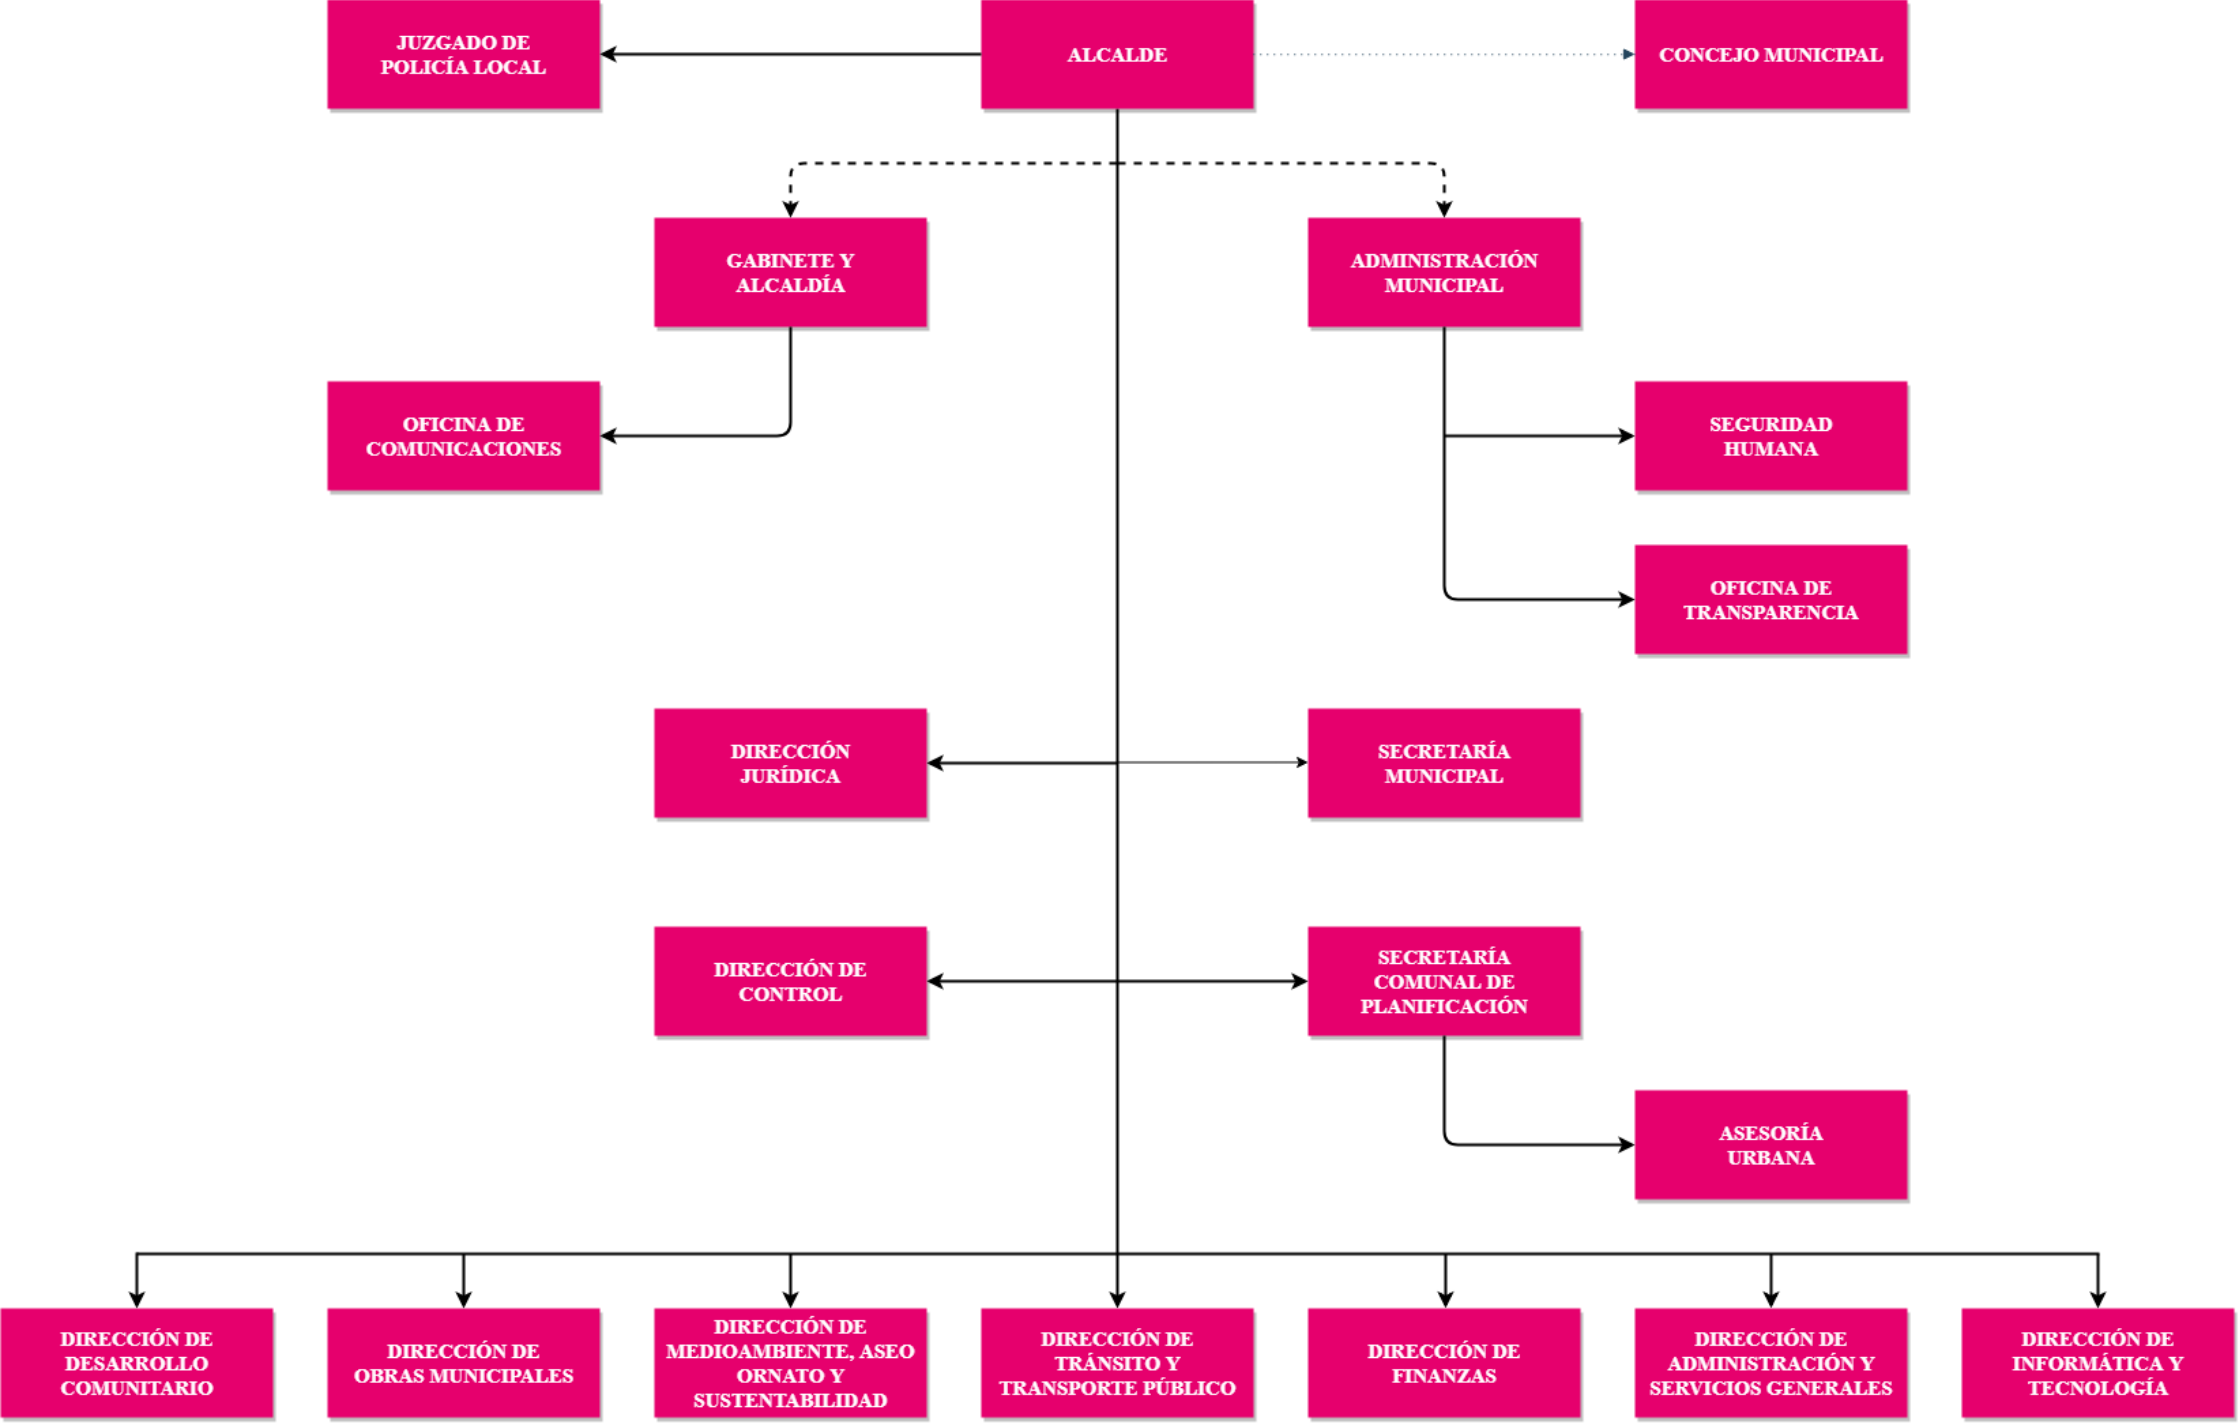 JUZGADO DE
POLICÍA LOCAL
ALCALDE
CONCEJO MUNICIPAL
GABINETE Y
ALCALDÍA
ADMINISTRACIÓN
MUNICIPAL
OFICINA DE
COMUNICACIONES
SEGURIDAD
HUMANA
OFICINA DE
TRANSPARENCIA
DIRECCIÓN
JURÍDICA
SECRETARÍA
MUNICIPAL
DIRECCIÓN DE
CONTROL
SECRETARÍA
COMUNAL DE
PLANIFICACIÓN
ASESORÍA
URBANA
DIRECCIÓN DE
DESARROLLO
COMUNITARIO
DIRECCIÓN DE
OBRAS MUNICIPALES
DIRECCIÓN DE
MEDIOAMBIENTE, ASEO
ORNATO Y
SUSTENTABILIDAD
DIRECCIÓN DE
TRÁNSITO Y
TRANSPORTE PÚBLICO
DIRECCIÓN DE
FINANZAS
DIRECCIÓN DE
ADMINISTRACIÓN Y
SERVICIOS GENERALES
DIRECCIÓN DE
INFORMÁTICA Y
TECNOLOGÍA